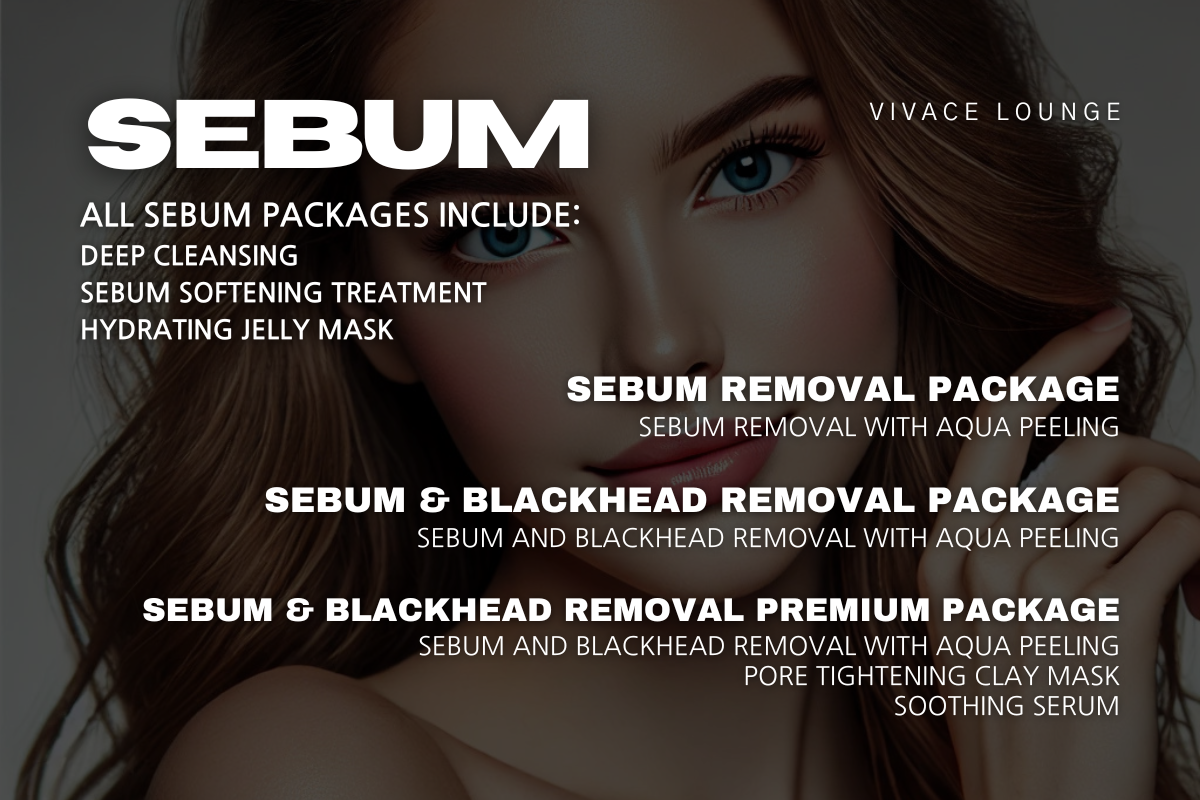 SEBUM
VIVACE LOUNGE
ALL SEBUM PACKAGES INCLUDE:
DEEP CLEANSING
SEBUM SOFTENING TREATMENT
HYDRATING JELLY MASK
SEBUM REMOVAL PACKAGE
SEBUM REMOVAL WITH AQUA PEELING
SEBUM & BLACKHEAD REMOVAL PACKAGE
SEBUM AND BLACKHEAD REMOVAL WITH AQUA PEELING
SEBUM & BLACKHEAD REMOVAL PREMIUM PACKAGE
SEBUM AND BLACKHEAD REMOVAL WITH AQUA PEELING
PORE TIGHTENING CLAY MASK
SOOTHING SERUM